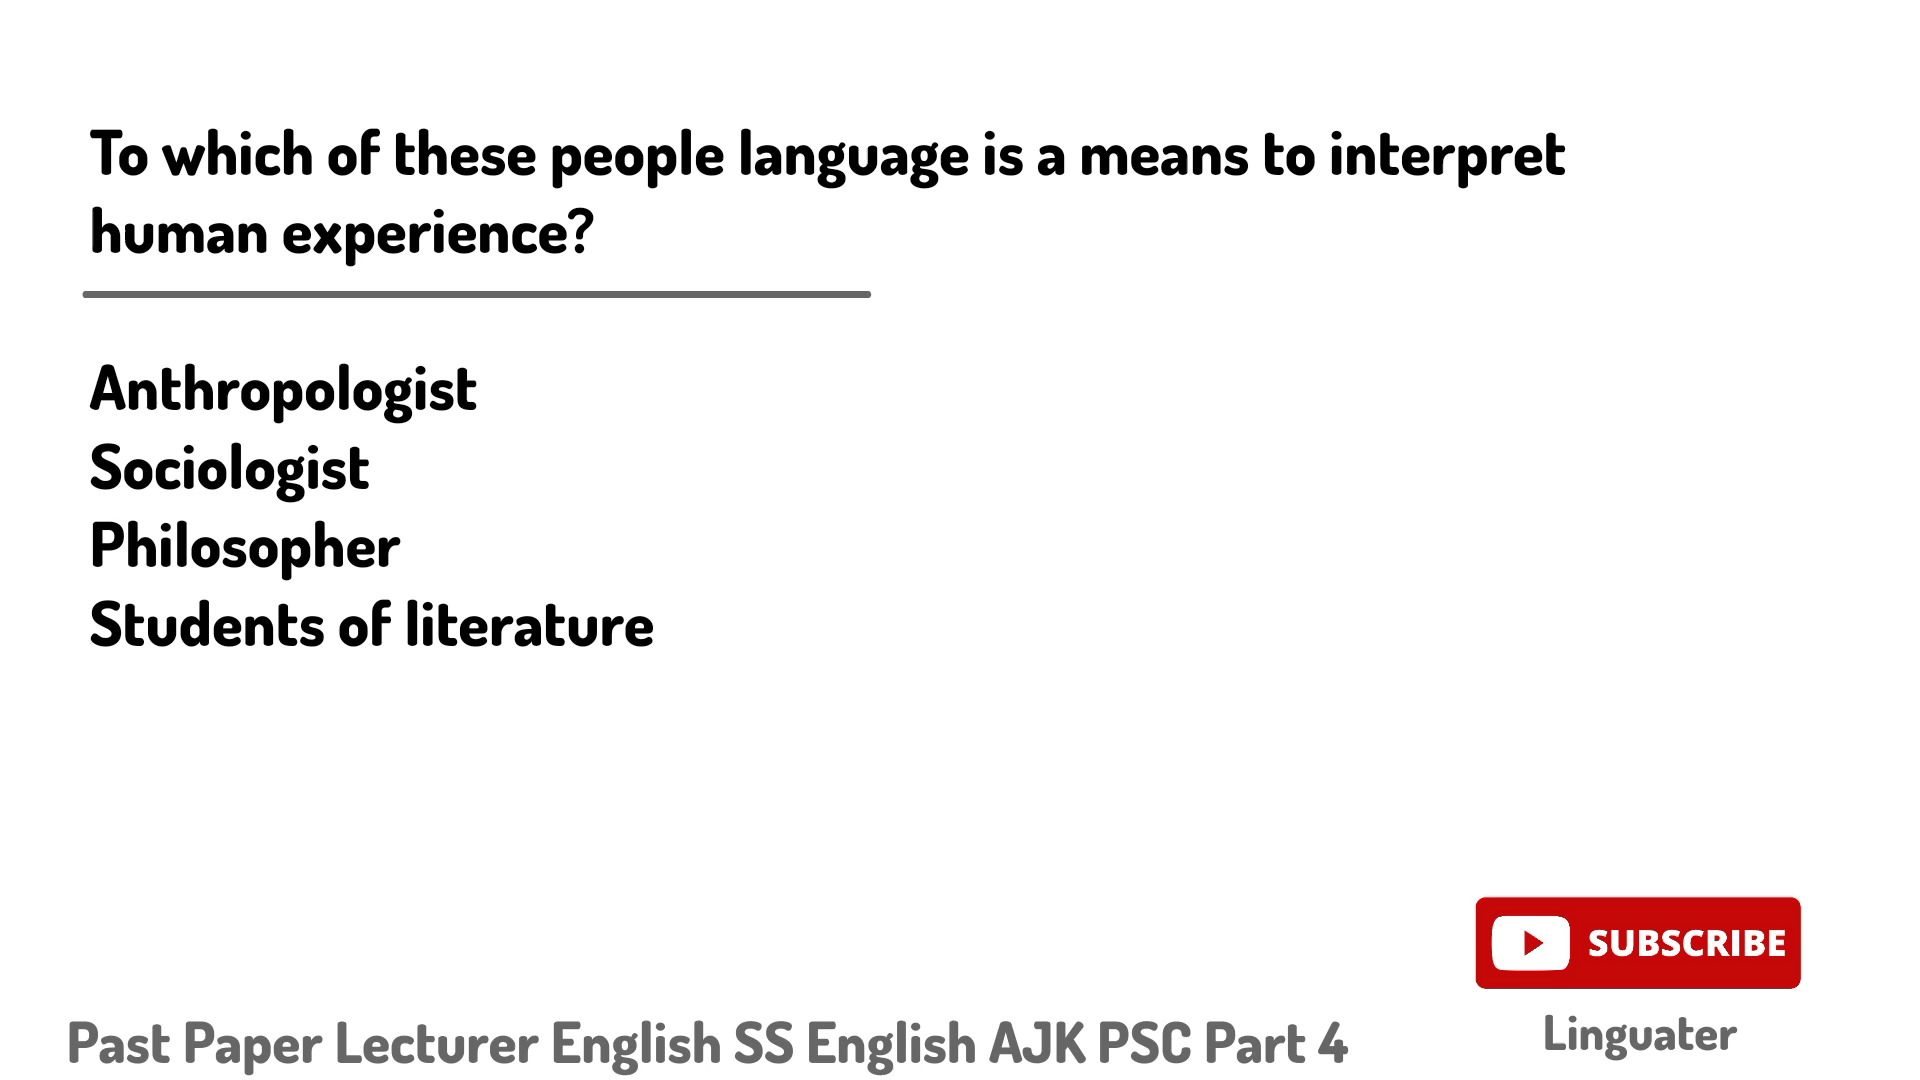 To which of these people language is a means to interpret
human experience?
Anthropologist
Sociologist
Philosopher
Students of literature
SUBSCRIBE
Linguater
Past Paper Lecturer English SS English AJK PSC Part 4